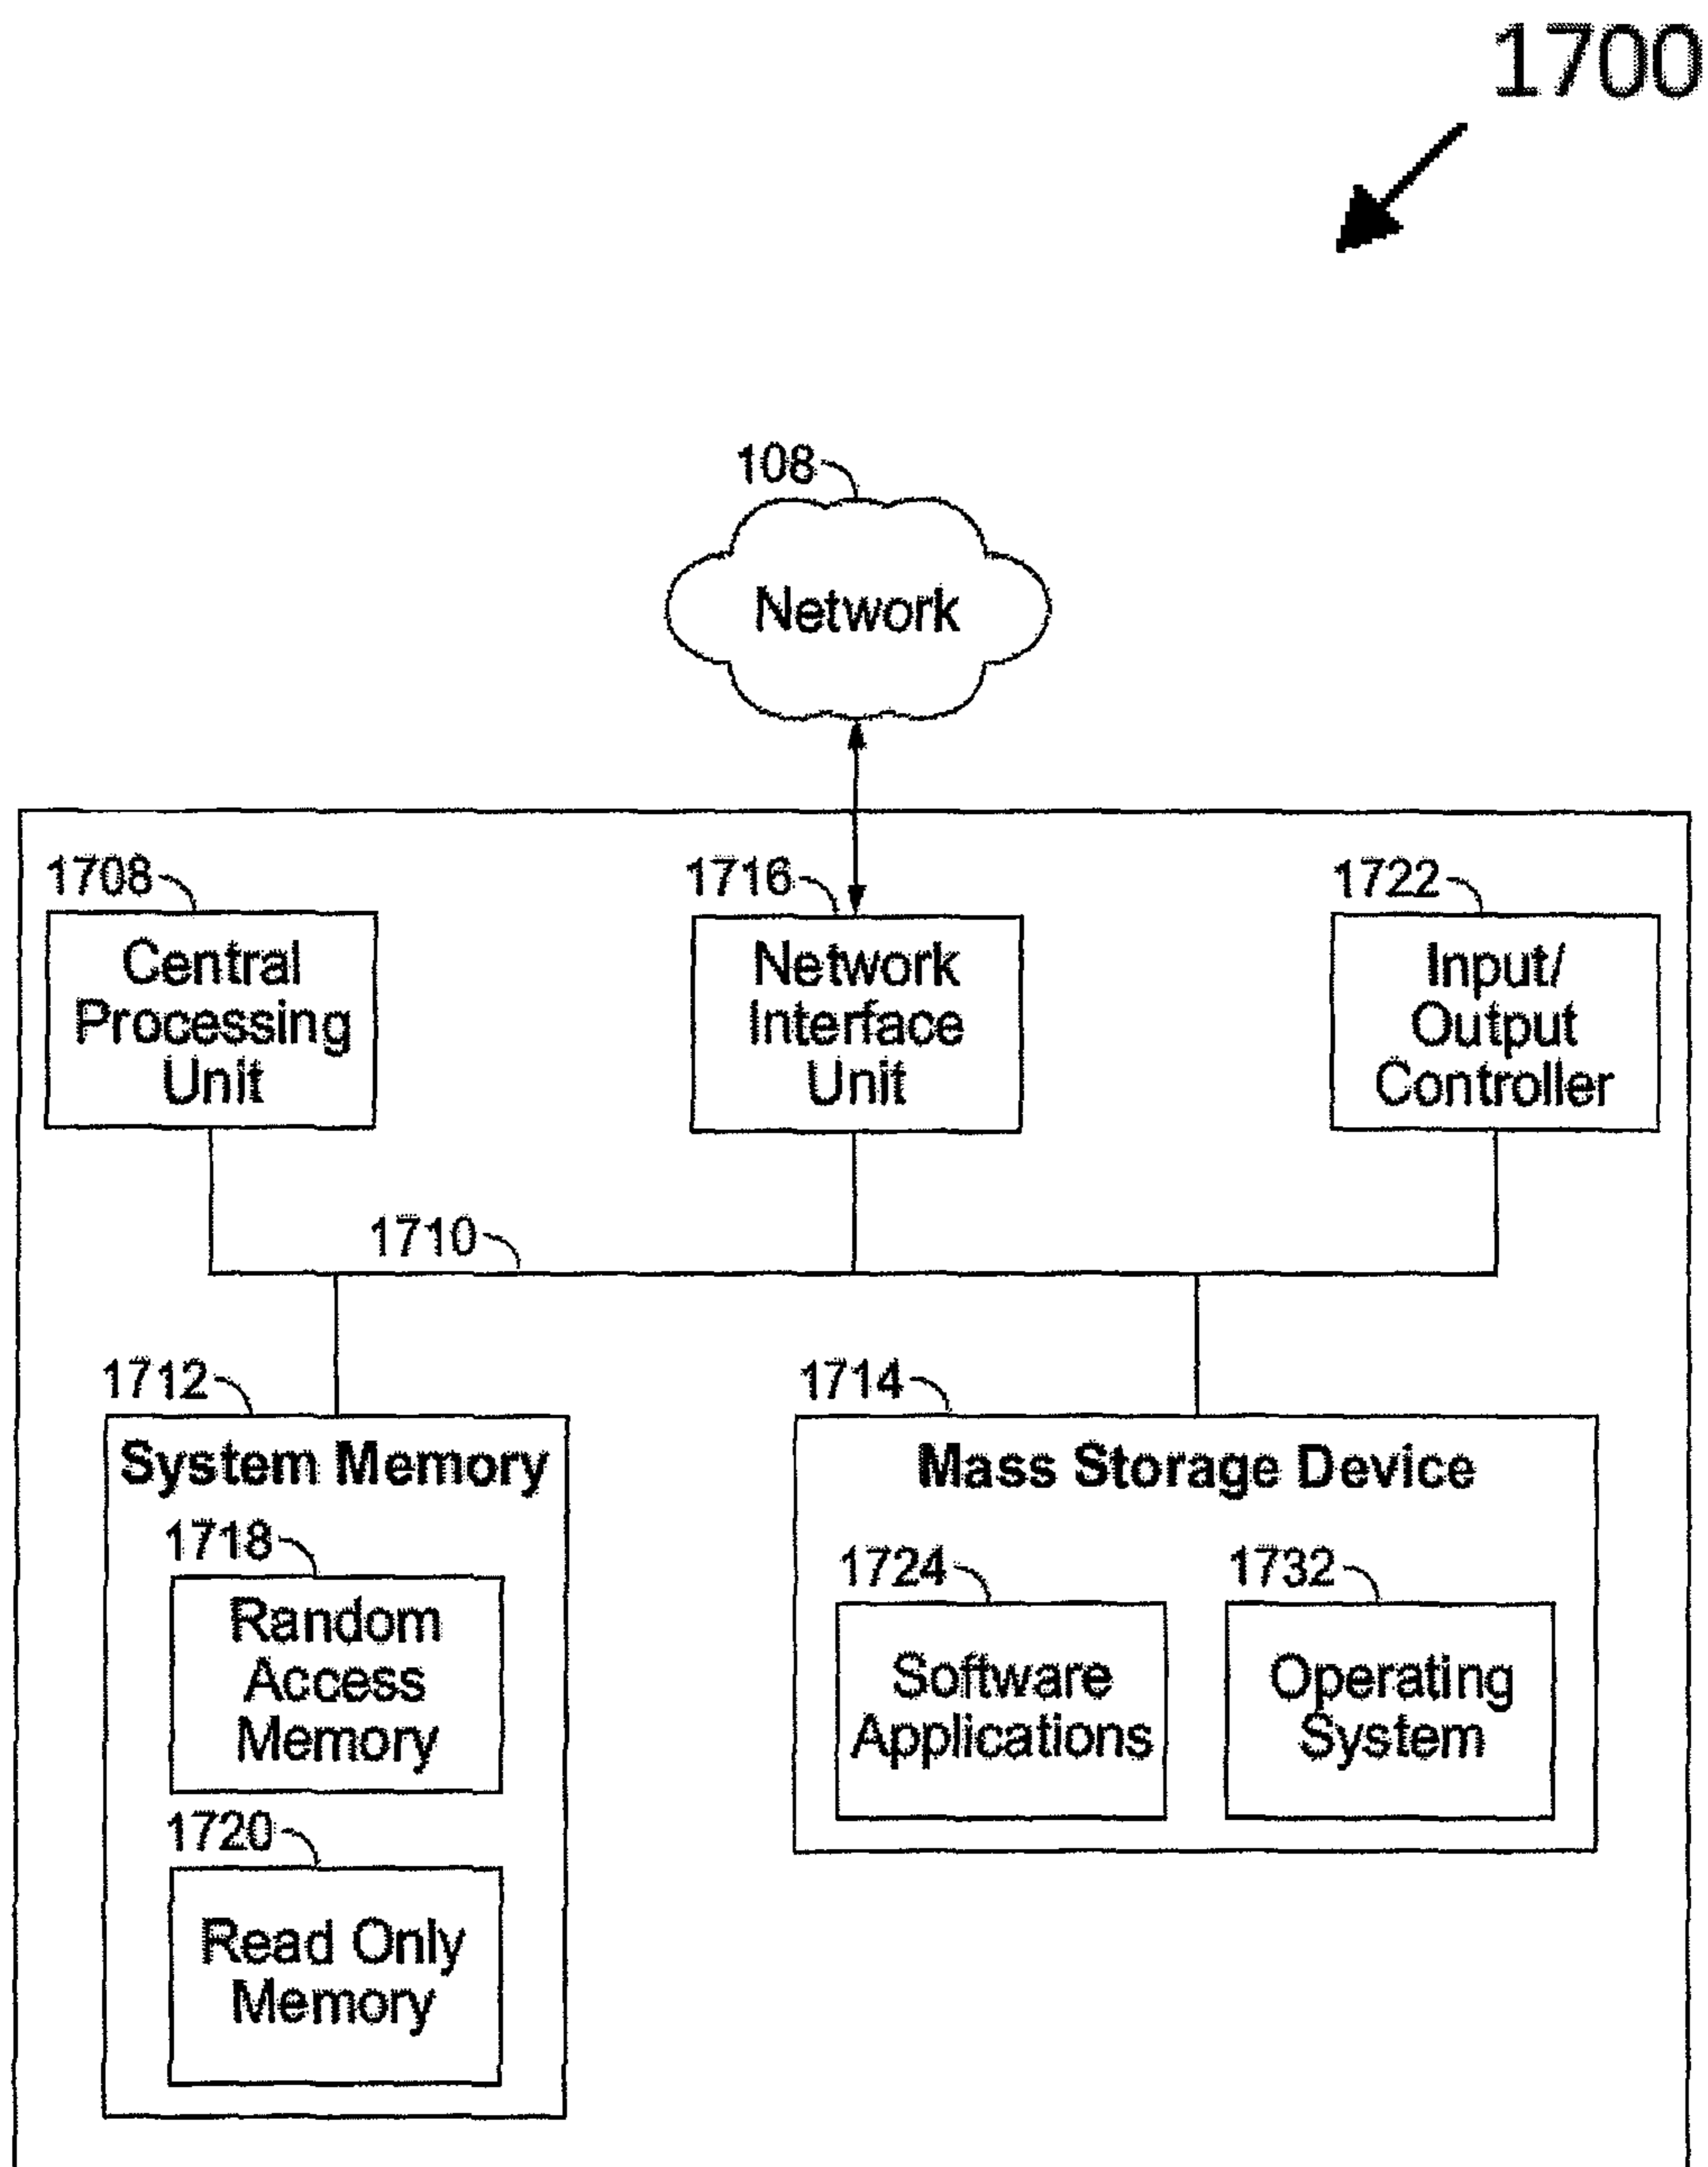 1700
108
Network
1708
Central
Processing
Unit
1716
Network
Interface
Unit
1722
Input/
Output
Controller
1710
1712
System Memory
1718
Random
Access
Memory
1720
Read Only
Memory
1714
Mass Storage Device
1724
Software
Applications
1732
Operating
System